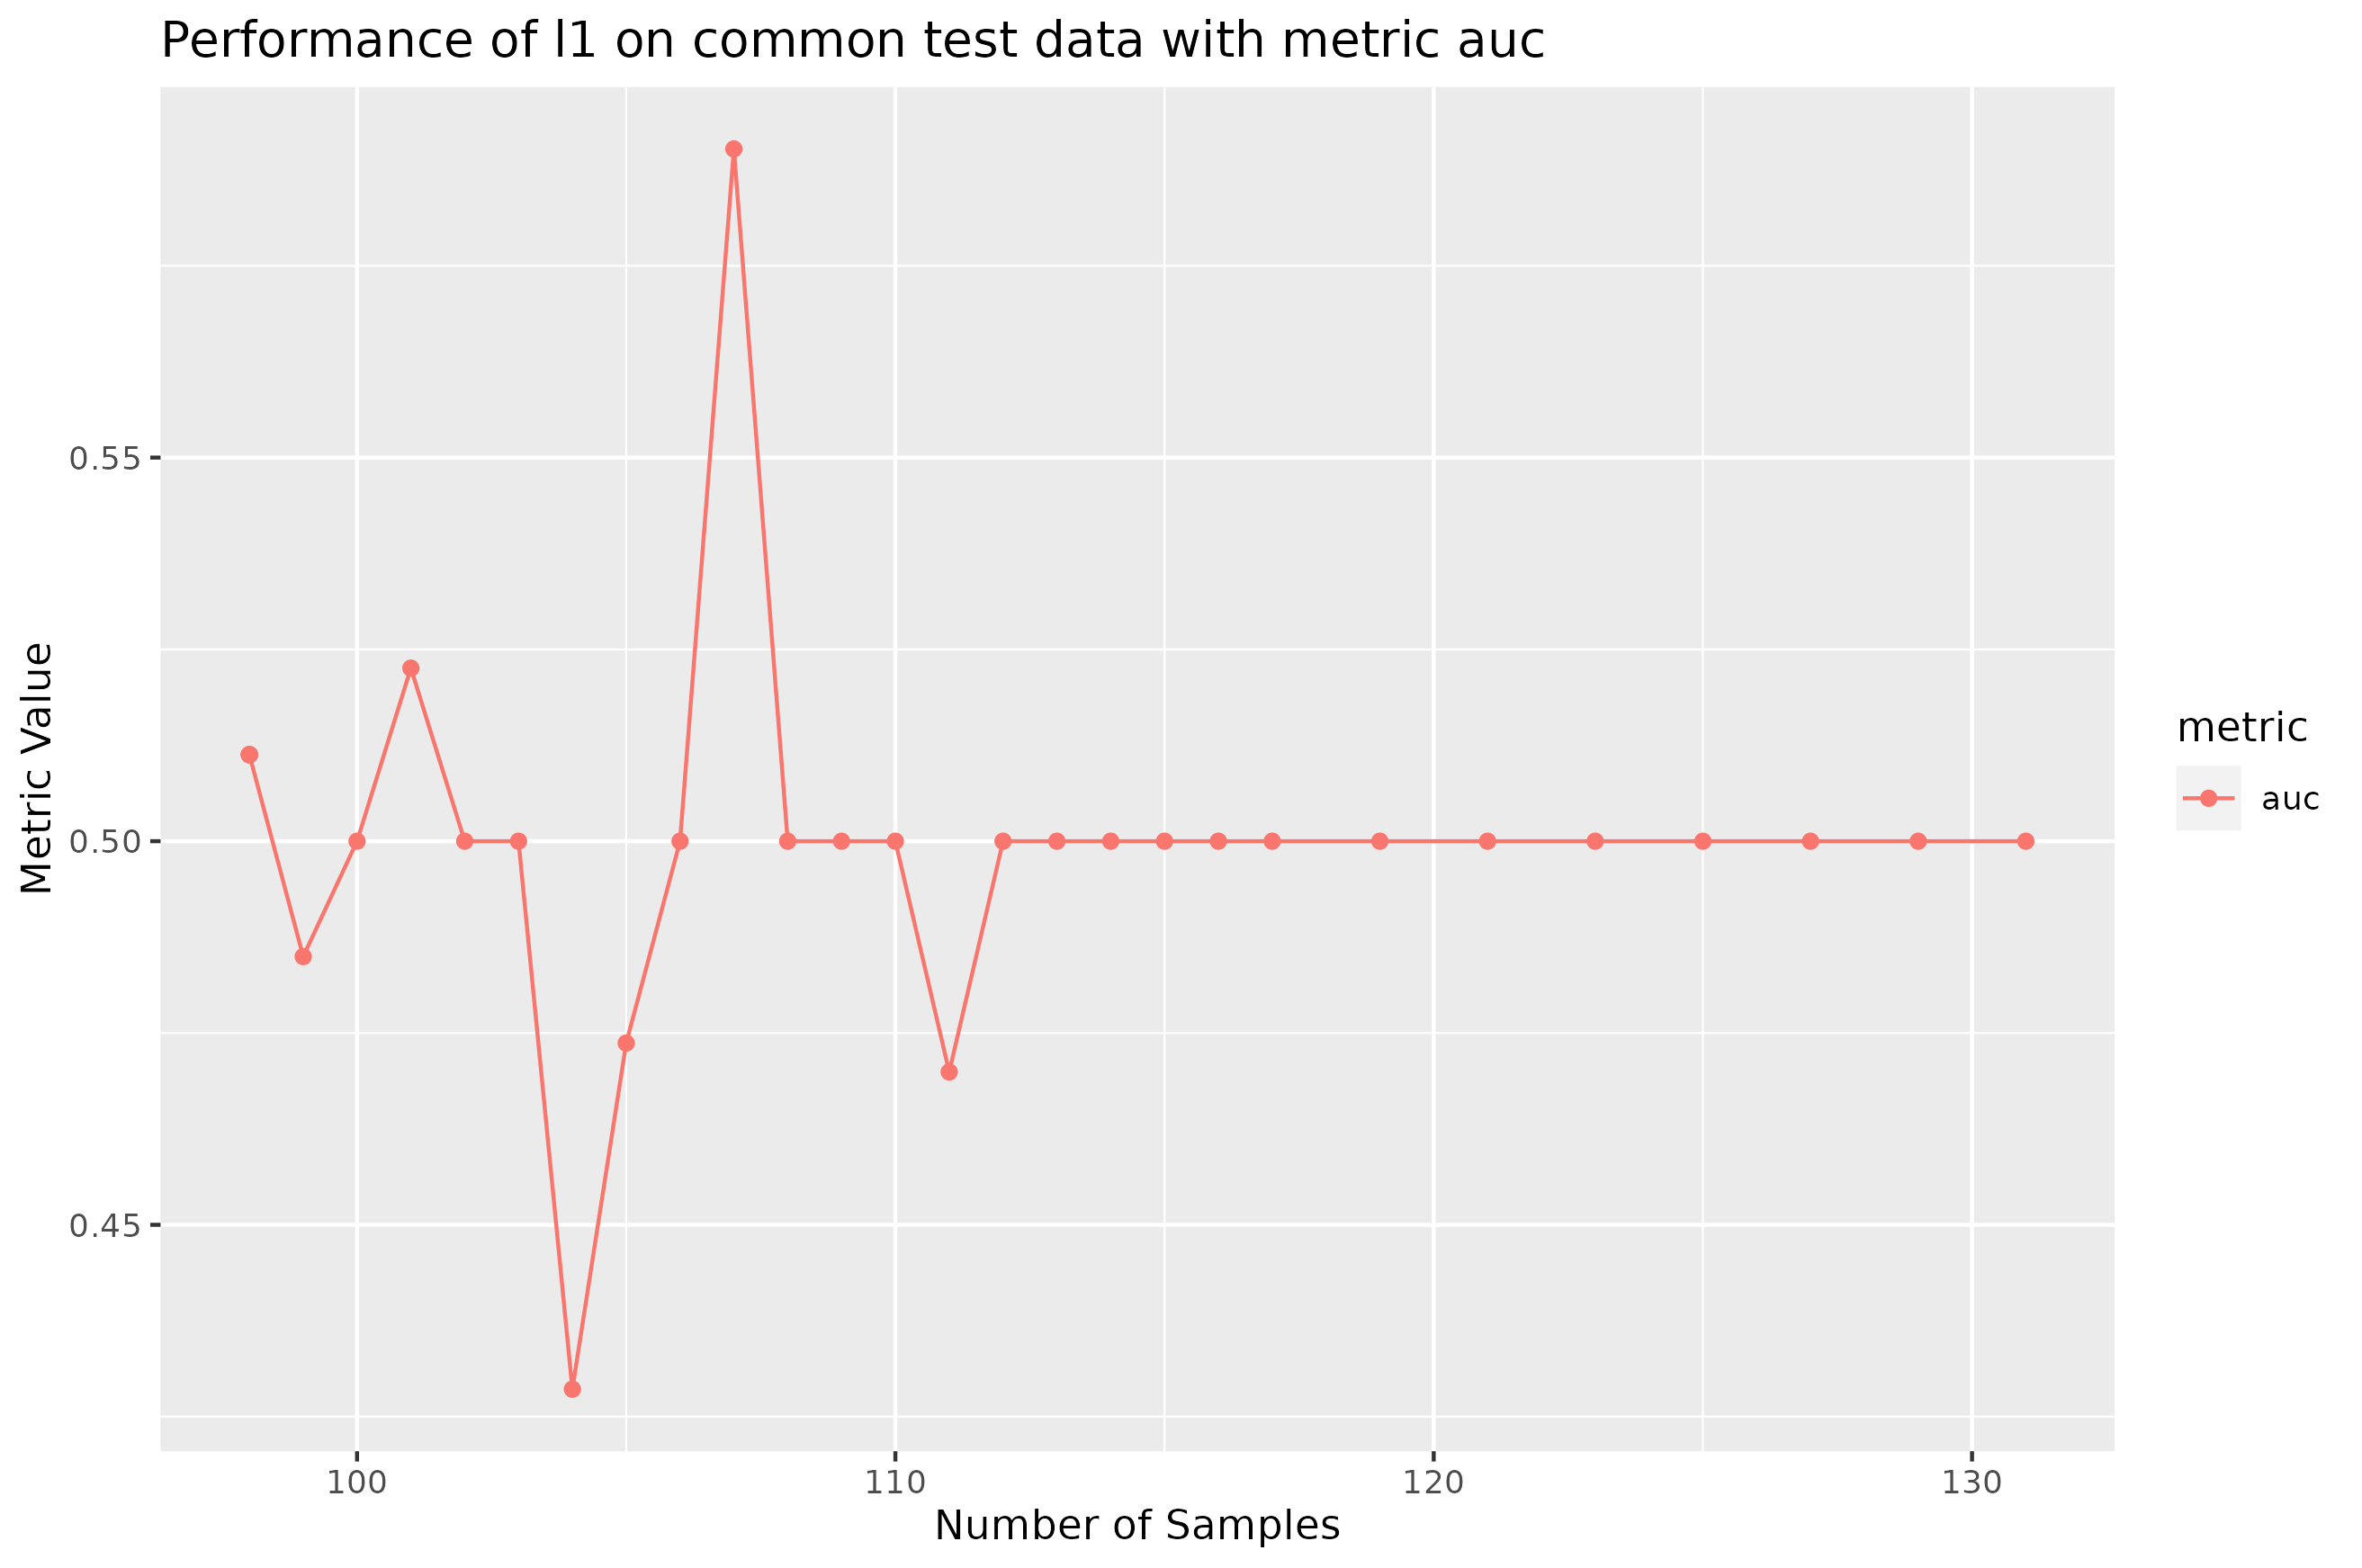 Performance of l1 on common test data with metric auc
Metric Value
0.55
0.50
0.45
100
110
120
130
Number of Samples
metric
auc